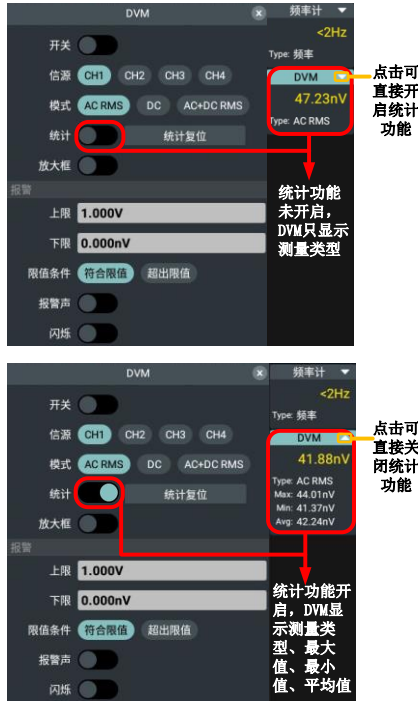 DVM
频率计
<2Hz
Type: 频率
开关
信源 CH1 CH2 CH3 CH4
DVM
点击可
直接开
启统计
功能
模式 AC RMS DC AC+DC RMS
47.23nV
Type: AC RMS
统计 统计复位
放大框
报警
统计功能
未开启，
DVM只显示
测量类型
上限 1.000V
下限 0.000nV
限值条件 符合限值 超出限值
报警声
闪烁
DVM
频率计
<2Hz
Type: 频率
开关
信源 CH1 CH2 CH3 CH4
DVM
点击可
直接关
闭统计
功能
模式 AC RMS DC AC+DC RMS
41.88nV
Type: AC RMS
Max: 44.01nV
Min: 41.37nV
Avg: 42.24nV
统计 统计复位
放大框
报警
上限 1.000V
下限 0.000nV
统计功能开
启，DVM显
示测量类
型、最大
值、最小
值、平均值
限值条件 符合限值 超出限值
报警声
闪烁